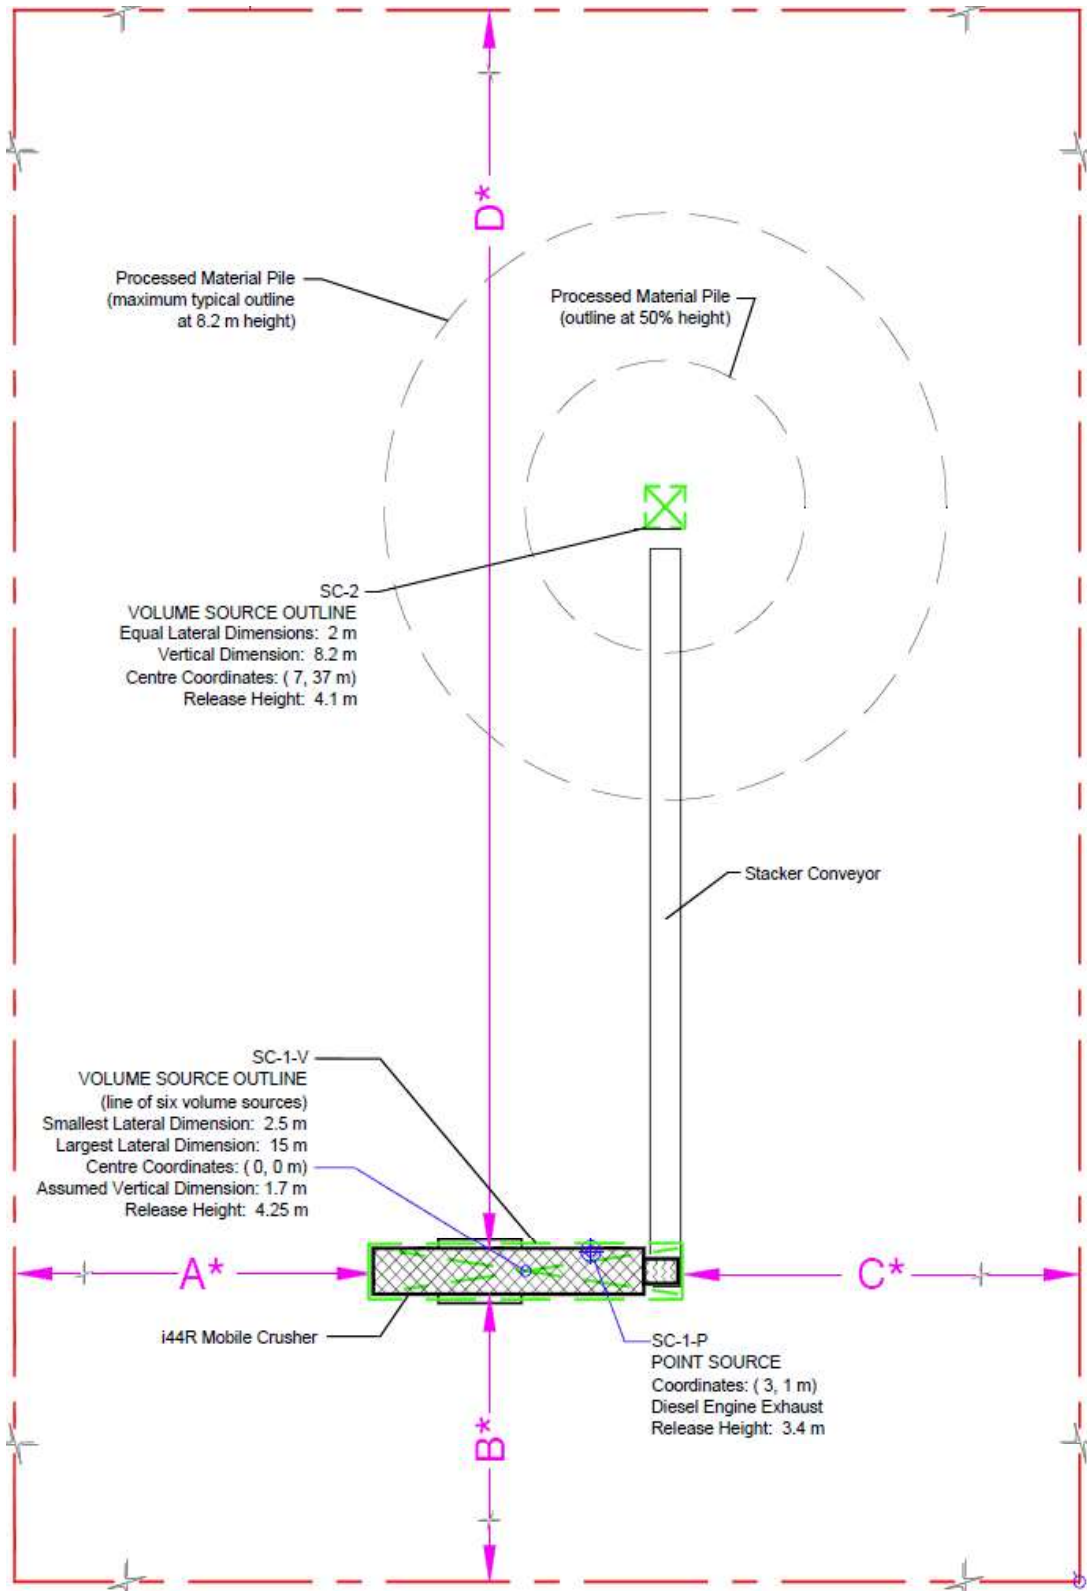 D*
Processed Material Pile
(maximum typical outline
at 8.2 m height)
Processed Material Pile
(outline at 50% height)
SC-2
VOLUME SOURCE OUTLINE
Equal Lateral Dimensions: 2 m
Vertical Dimension: 8.2 m
Centre Coordinates: ( 7, 37 m)
Release Height: 4.1 m
Stacker Conveyor
SC-1-V
VOLUME SOURCE OUTLINE
(line of six volume sources)
Smallest Lateral Dimension: 2.5 m
Largest Lateral Dimension: 15 m
Centre Coordinates: ( 0, 0 m)
Assumed Vertical Dimension: 1.7 m
Release Height: 4.25 m
A*
C*
i44R Mobile Crusher
SC-1-P
POINT SOURCE
Coordinates: ( 3, 1 m)
Diesel Engine Exhaust
Release Height: 3.4 m
B*